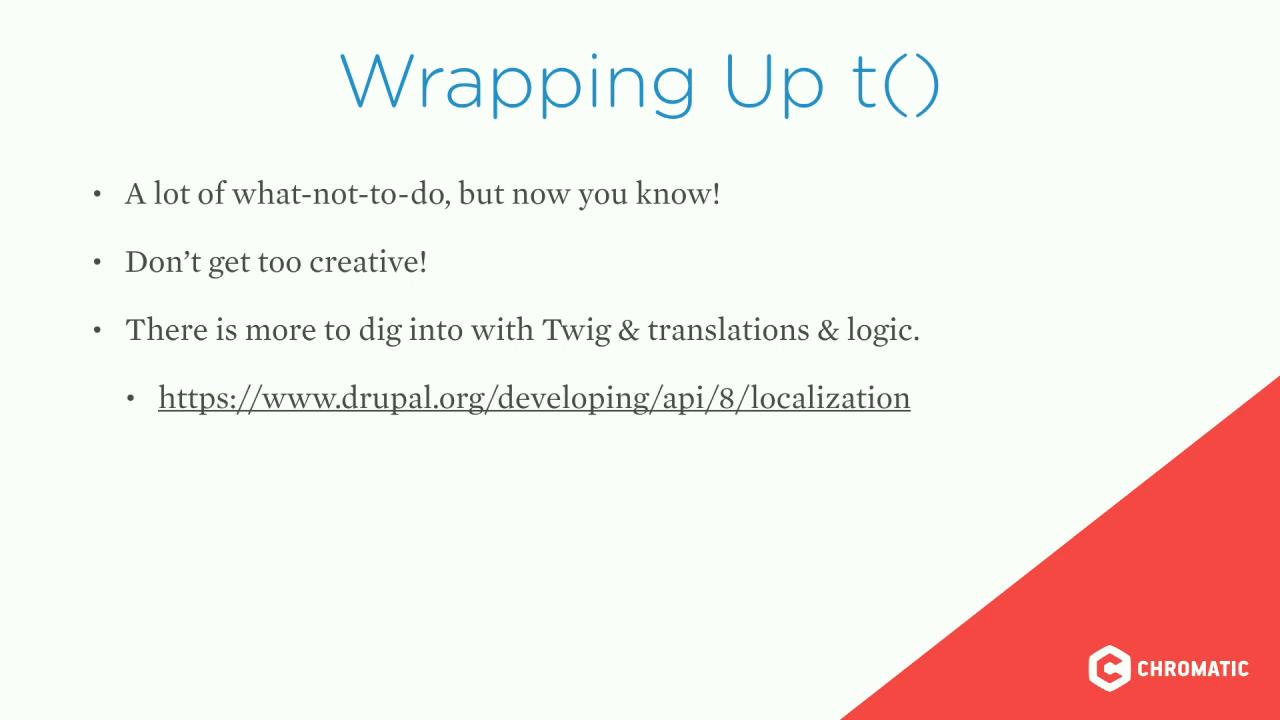 Wrapping Up t()
• A lot of what-not-to-do, but now you know!
• Don’t get too creative!
• There is more to dig into with Twig & translations & logic.
• https://www.drupal.org/developing/api/8/localization
CHROMATIC